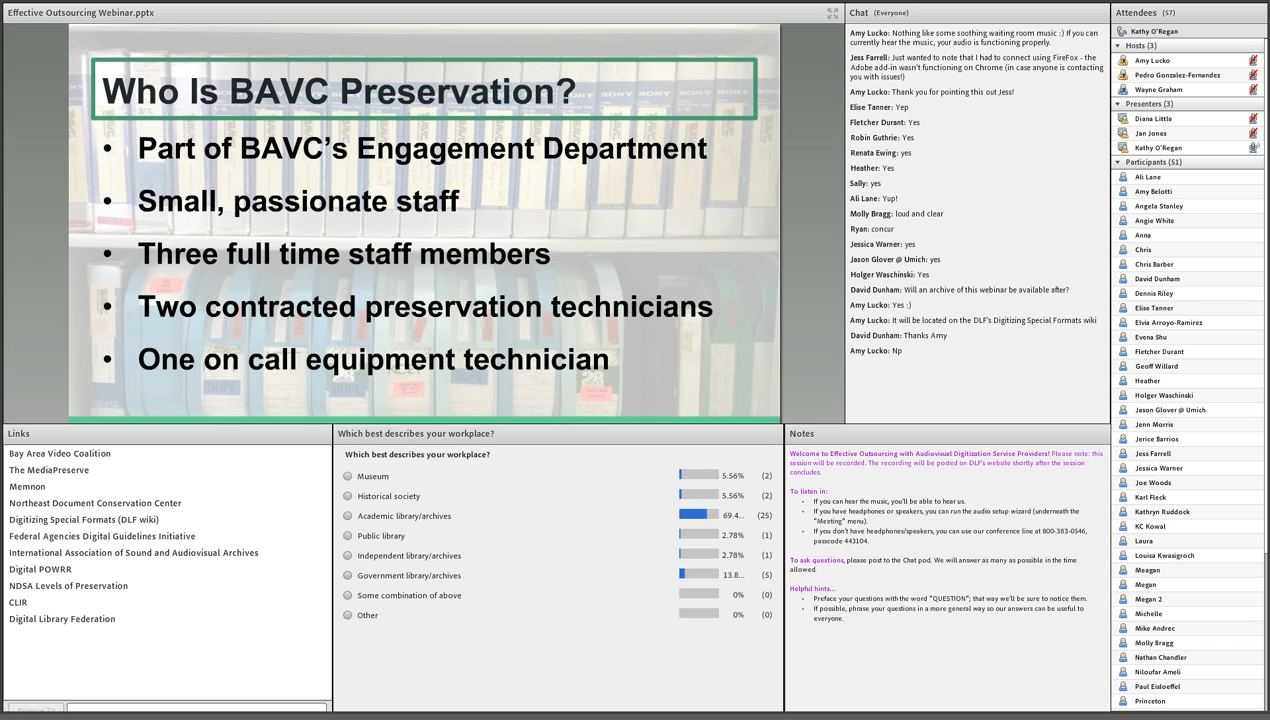 Effective Outsourcing Webinar.pptx
Who Is BAVC Preservation?
• Part of BAVC's Engagement Department
• Small, passionate staff
• Three full time staff members
• Two contracted preservation technicians
• One on call equipment technician
SONY
Chat (Everyone)
Amy Lucko: Nothing like some soothing waiting room music :) If you can
currently hear the music, your audio is functioning properly.
Jess Farrell: Just wanted to note that I had to connect using FireFox - the
Adobe add-in wasn't functioning on Chrome (in case anyone is contacting
you with issues!)
Amy Lucko: Thank you for pointing this out Jess!
Elise Tanner: Yep
Fletcher Durant: Yes
Robin Guthrie: Yes
Renata Ewing: yes
Heather: Yes
Sally: yes
Ali Lane: Yup!
Molly Bragg: loud and clear
Ryan: concur
Jessica Warner: yes
Jason Glover @ Umich: yes
Holger Waschinski: Yes
David Dunham: Will an archive of this webinar be available after?
Amy Lucko: Yes :)
Amy Lucko: It will be located on the DLF's Digitizing Special Formats wiki
David Dunham: Thanks Amy
Amy Lucko: Np
Attendees (57)
Kathy O'Regan
Hosts (3)
Amy Lucko
Pedro Gonzalez-Fernandez
Wayne Graham
Presenters (3)
Diana Little
Jan Jones
Kathy O'Regan
Participants (51)
Ali Lane
Amy Belotti
Angela Stanley
Angie White
Anna
Chris
Chris Barber
David Dunham
Dennis Riley
Elise Tanner
Elvia Arroyo-Ramirez
Evena Shu
Fletcher Durant
Geoff Willard
Heather
Holger Waschinski
Jason Glover @ Umich
Jenn Morris
Jerice Barrios
Jess Farrell
Jessica Warner
Joe Woods
Karl Fleck
Kathryn Ruddock
KC Kowal
Laura
Louisa Kwasigroch
Meagan
Megan
Megan 2
Michelle
Mike Andrec
Molly Bragg
Nathan Chandler
Niloufar Ameli
Paul Eisloeffel
Princeton
Links
Bay Area Video Coalition
The MediaPreserve
Memnon
Northeast Document Conservation Center
Digitizing Special Formats (DLF wiki)
Federal Agencies Digital Guidelines Initiative
International Association of Sound and Audiovisual Archives
Digital POWRR
NDSA Levels of Preservation
CLIR
Digital Library Federation
Browse To
Which best describes your workplace?
Which best describes your workplace?
Museum 5.56% (2)
Historical society 5.56% (2)
Academic library/archives 69.4... (25)
Public library 2.78% (1)
Independent library/archives 2.78% (1)
Government library/archives 13.8... (5)
Some combination of above 0% (0)
Other 0% (0)
Notes
Welcome to Effective Outsourcing with Audiovisual Digitization Service Providers! Please note: this
session will be recorded. The recording will be posted on DLF's website shortly after the session
concludes.
To listen in:
• If you can hear the music, you'll be able to hear us.
• If you have headphones or speakers, you can run the audio setup wizard (underneath the
"Meeting" menu).
• If you don't have headphones/speakers, you can use our conference line at 800-383-0546,
passcode 443104.
To ask questions, please post to the Chat pod. We will answer as many as possible in the time
allowed.
Helpful hints...
• Preface your questions with the word "QUESTION"; that way we'll be sure to notice them.
• If possible, phrase your questions in a more general way so our answers can be useful to
everyone.